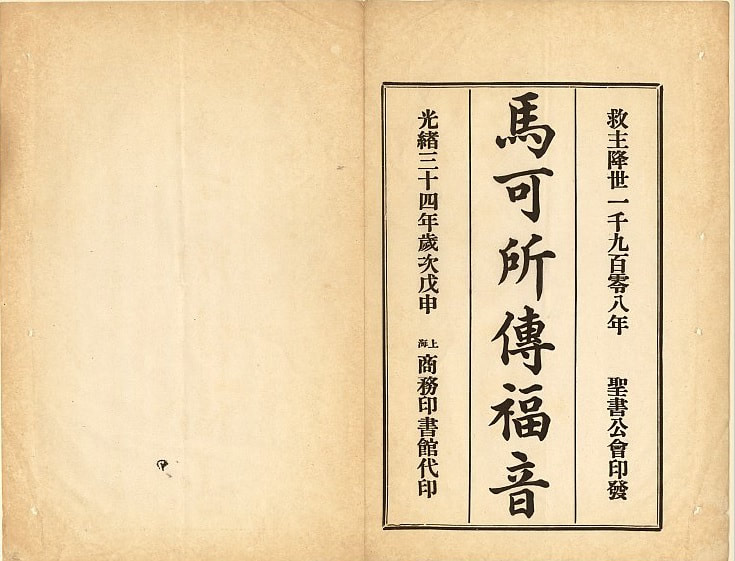 救主降世一千九百零八年 聖書公會印發
馬可所傳福音
光緒三十四年歲次戊申 上海 商務印書館代印